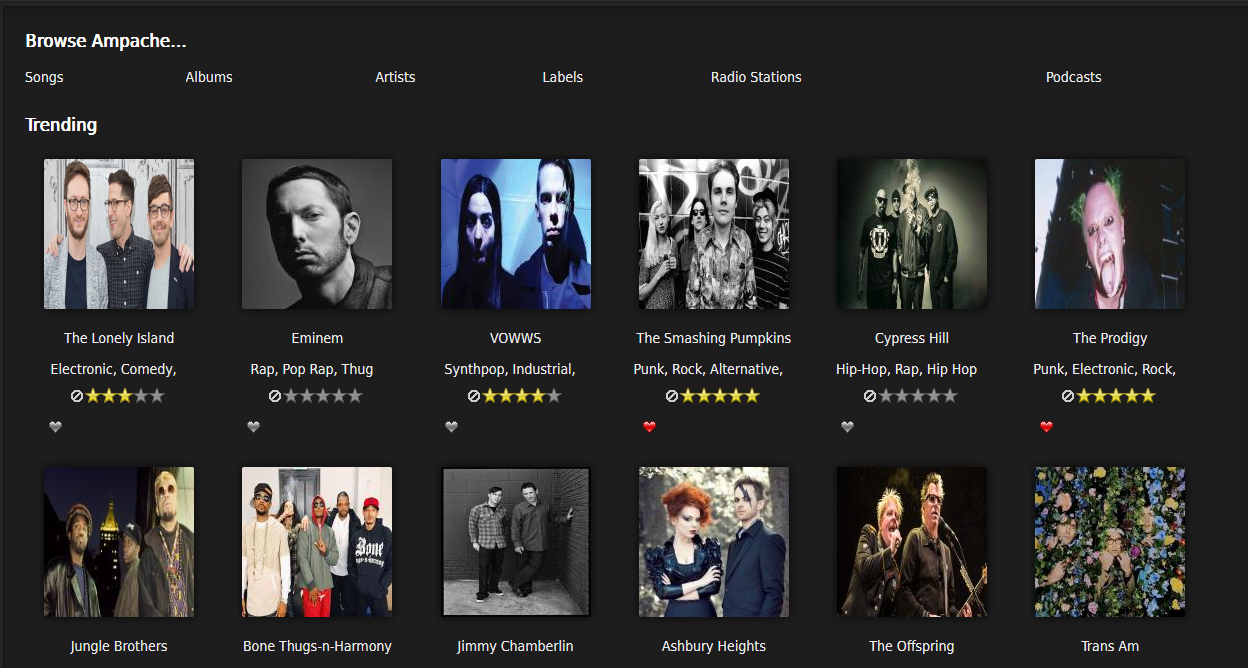 Browse Ampache...
Songs Albums Artists Labels Radio Stations Podcasts
Trending
The Lonely Island Eminem VOWWS The Smashing Pumpkins Cypress Hill The Prodigy
Electronic, Comedy, Rap, Pop Rap, Thug Synthpop, Industrial, Punk, Rock, Alternative, Hip-Hop, Rap, Hip Hop Punk, Electronic, Rock,
Bone
Jungle Brothers Bone Thugs-n-Harmony Jimmy Chamberlin Ashbury Heights The Offspring Trans Am